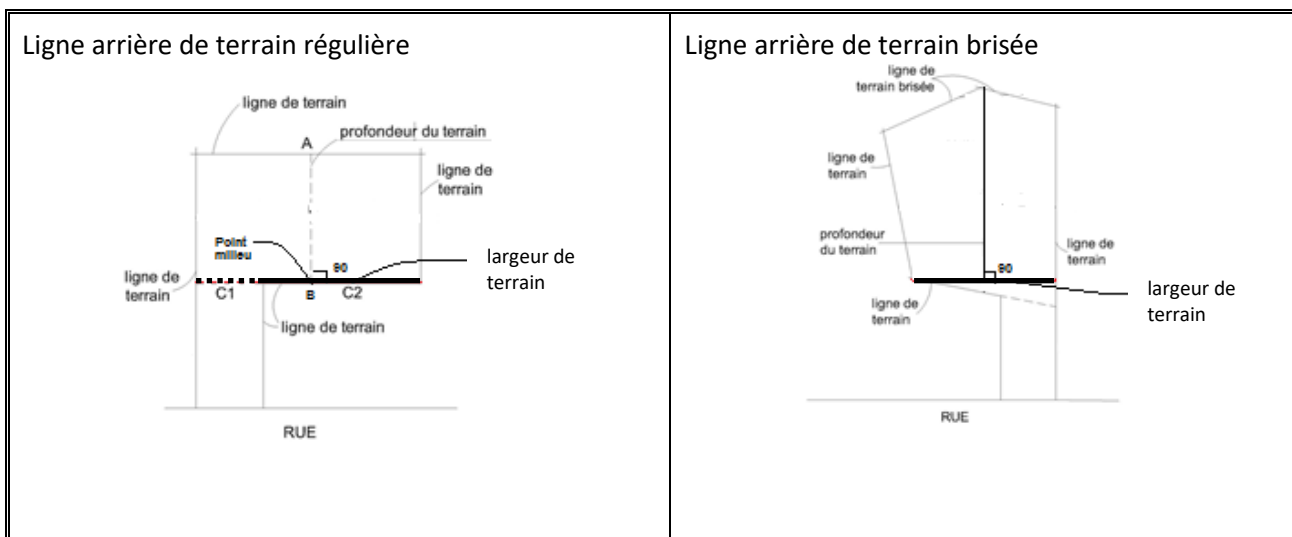 Ligne arrière de terrain régulière
ligne de terrain
A
profondeur du terrain
ligne de
terrain
Point
milieu
90
largeur de
terrain
ligne de
terrain
C1
B
C2
ligne de terrain
RUE
Ligne arrière de terrain brisée
ligne de
terrain brisée
ligne de
terrain
profondeur
du terrain
ligne de
terrain
90
largeur de
terrain
ligne de
terrain
RUE